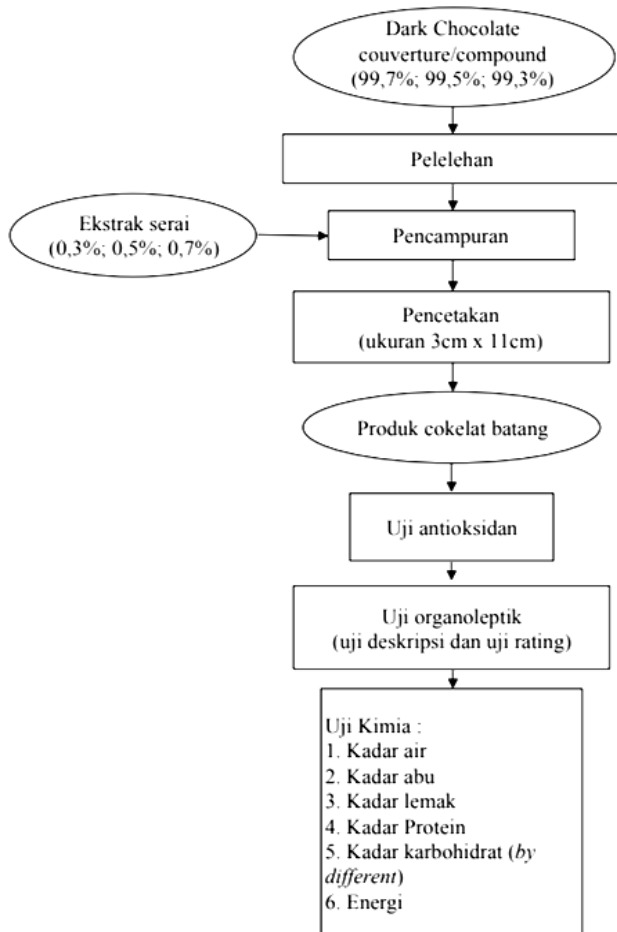 Dark Chocolate
couverture/compound
(99,7%; 99,5%; 99,3%)
Pelelehan
Ekstrak serai
(0,3%; 0,5%; 0,7%)
Pencampuran
Pencetakan
(ukuran 3cm x 11cm)
Produk cokelat batang
Uji antioksidan
Uji organoleptik
(uji deskripsi dan uji rating)
Uji Kimia :
1. Kadar air
2. Kadar abu
3. Kadar lemak
4. Kadar Protein
5. Kadar karbohidrat (by
different)
6. Energi